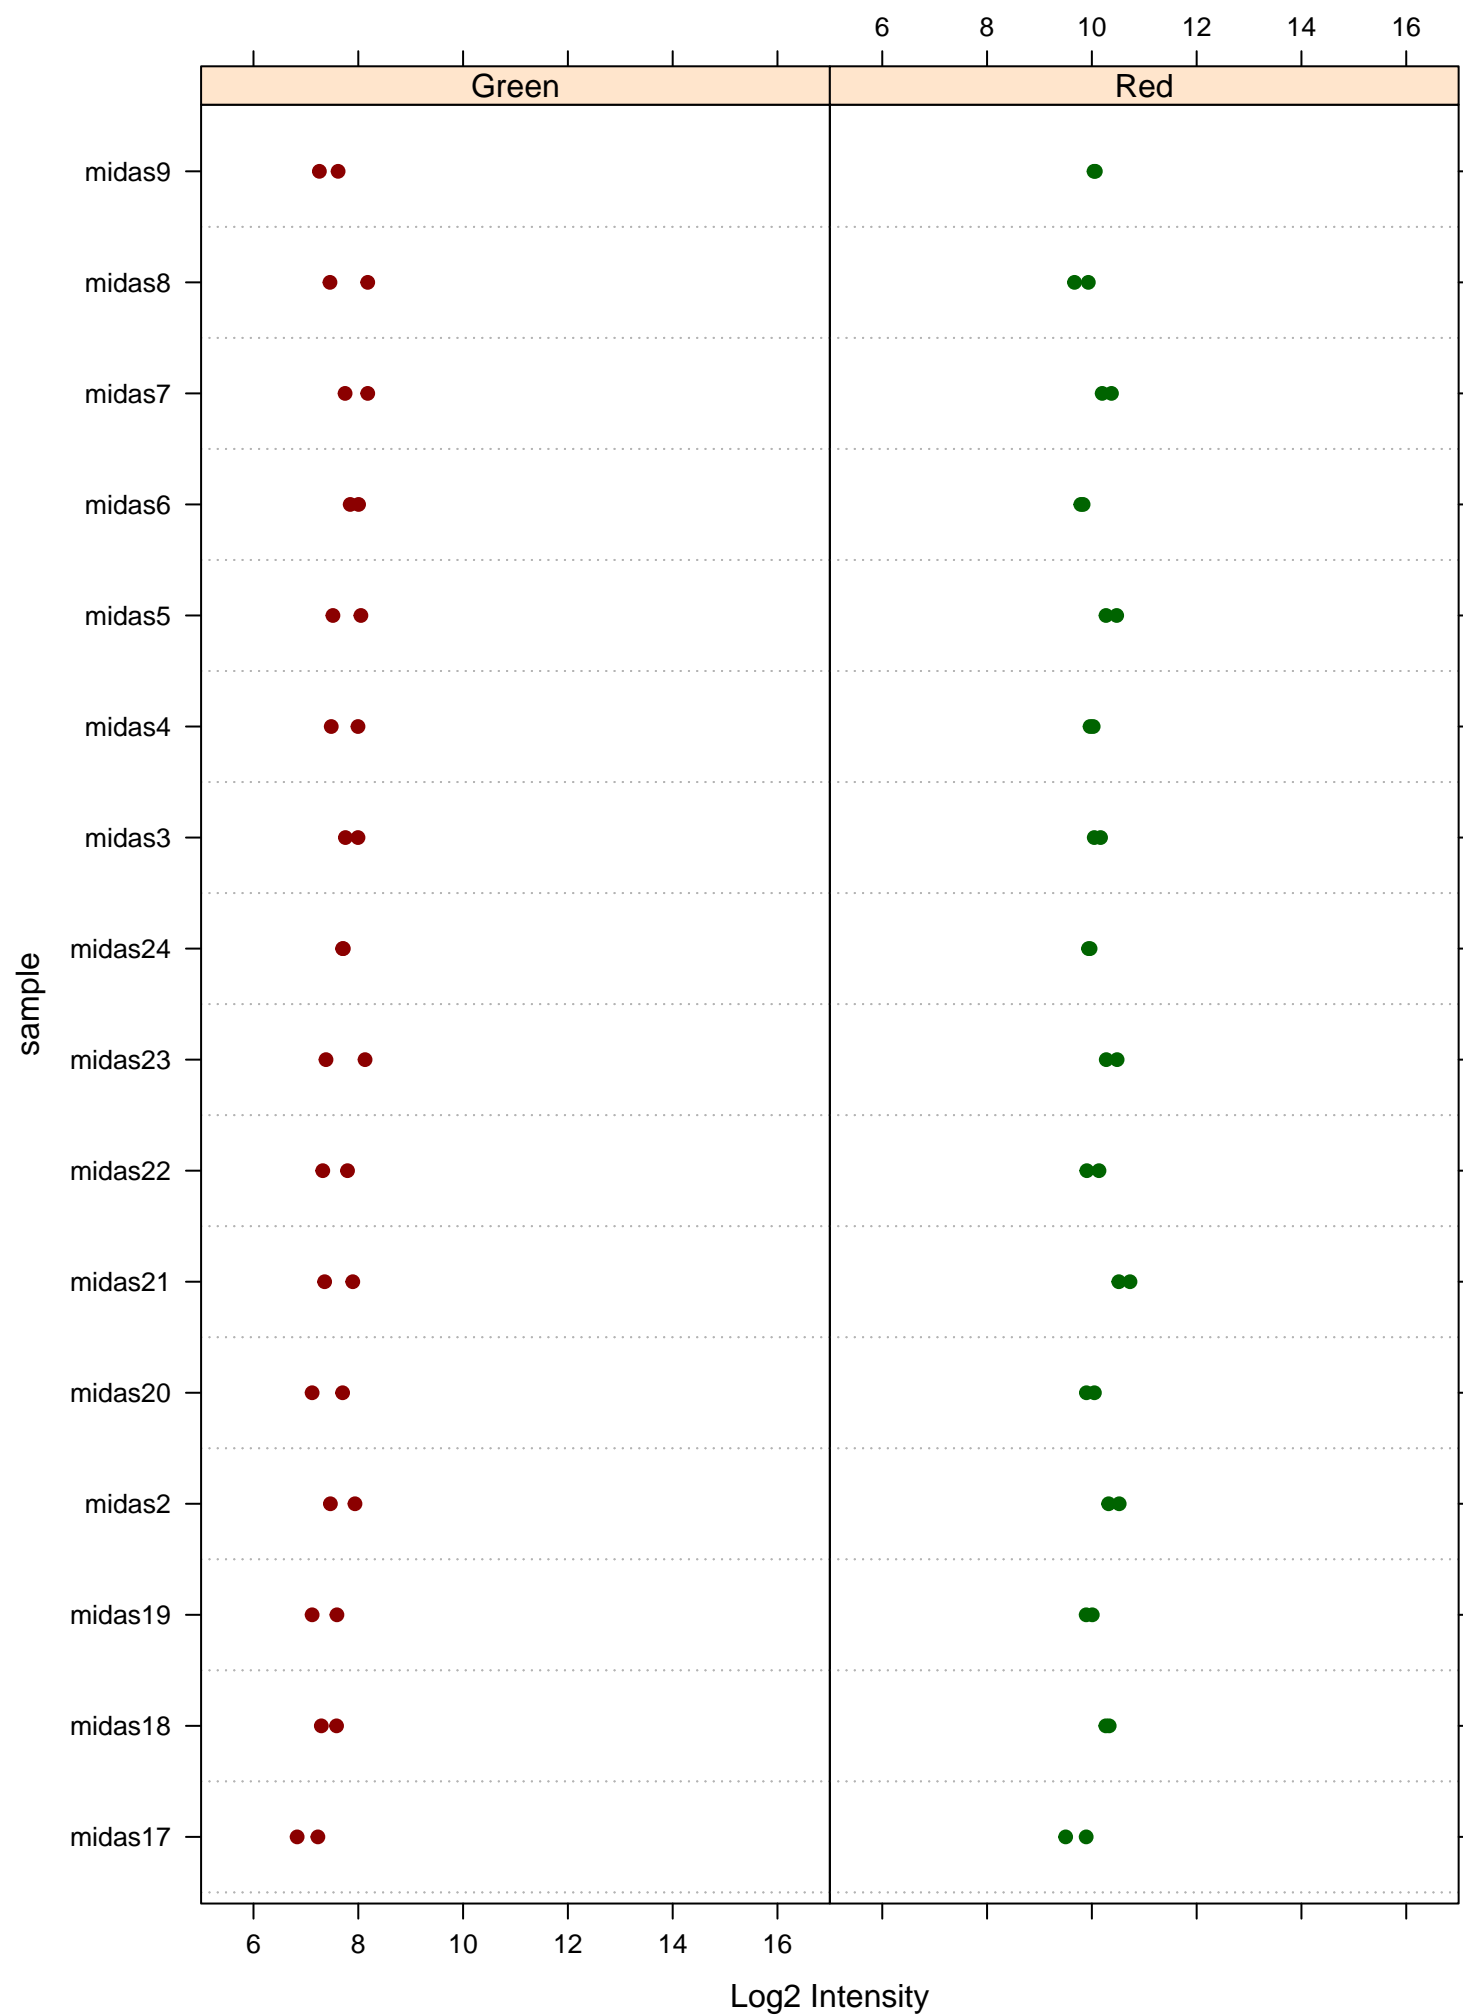 6 8 10 12 14 16
Green Red
midas9
midas8
midas7
midas6
midas5
midas4
midas3
midas24
midas23
midas22
midas21
midas20
midas2
midas19
midas18
midas17
sample
6 8 10 12 14 16
Log2 Intensity